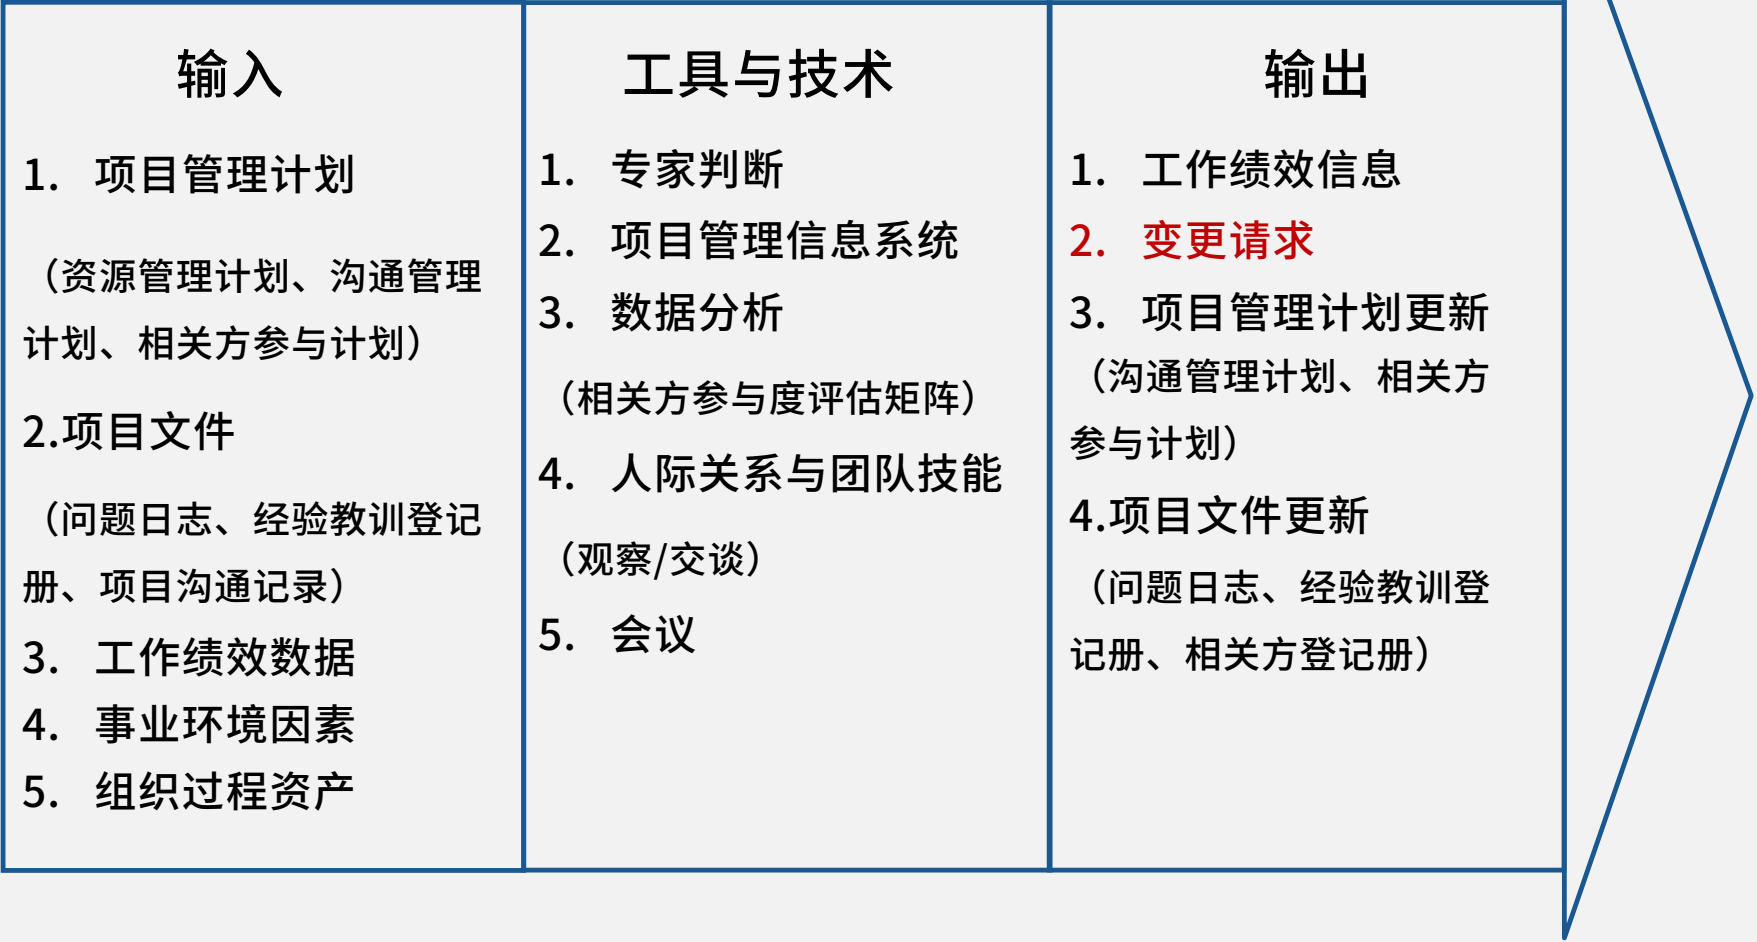 输入
1. 项目管理计划
（资源管理计划、沟通管理
计划、相关方参与计划）
2.项目文件
（问题日志、经验教训登记
册、项目沟通记录）
3. 工作绩效数据
4. 事业环境因素
5. 组织过程资产
工具与技术
1. 专家判断
2. 项目管理信息系统
3. 数据分析
（相关方参与度评估矩阵）
4. 人际关系与团队技能
（观察/交谈）
5. 会议
输出
1. 工作绩效信息
2. 变更请求
3. 项目管理计划更新
（沟通管理计划、相关方
参与计划）
4.项目文件更新
（问题日志、经验教训登
记册、相关方登记册）